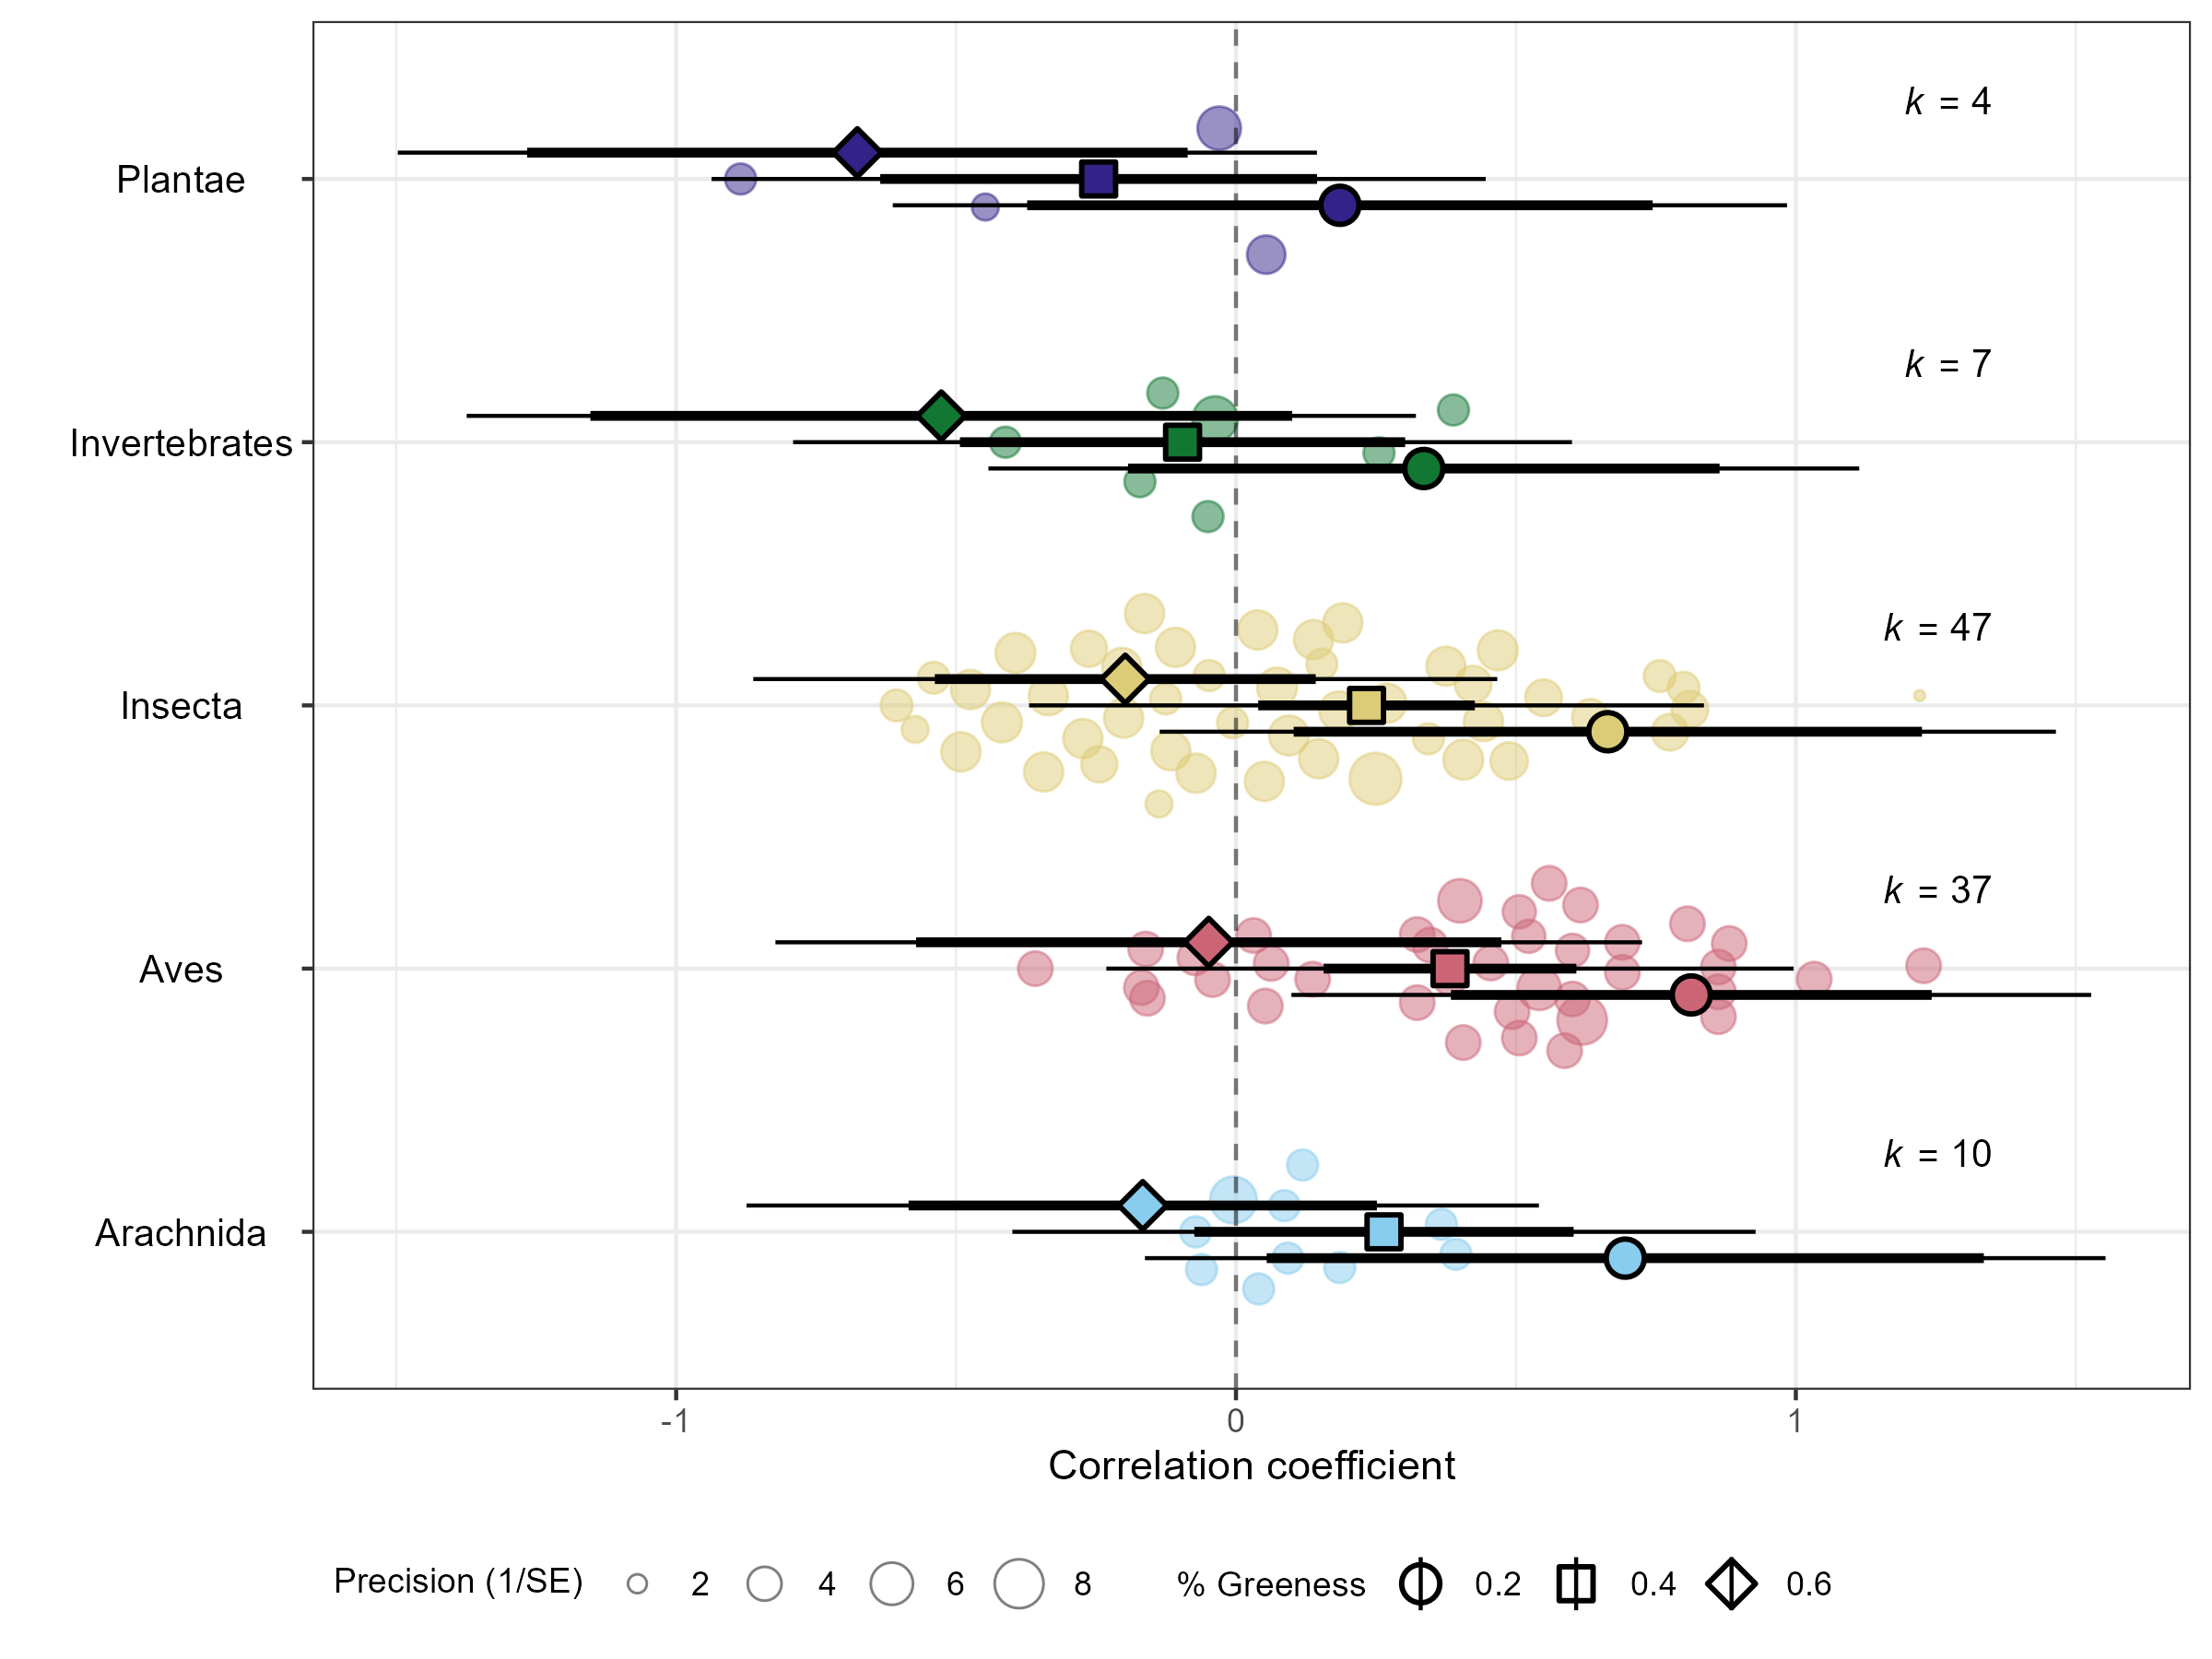 k = 4
Plantae
k = 7
Invertebrates
k = 47
Insecta
k = 37
Aves
k = 10
Arachnida
-1 0 1
Correlation coefficient
Precision (1/SE) 2 4 6 8 % Greeness 0.2 0.4 0.6